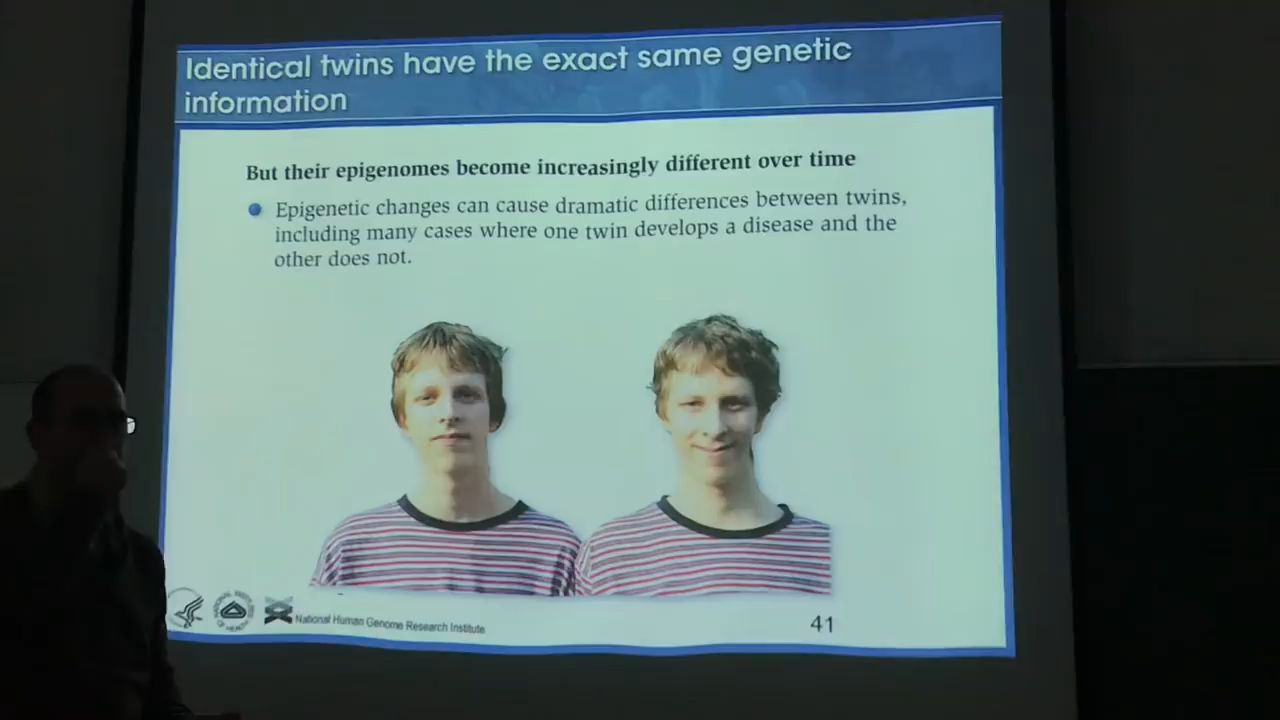 Identical twins have the exact same genetic
information
But their epigenomes become increasingly different over time
Epigenetic changes can cause dramatic differences between twins,
including many cases where one twin develops a disease and the
other does not.
National Human Genome Research Institute
41